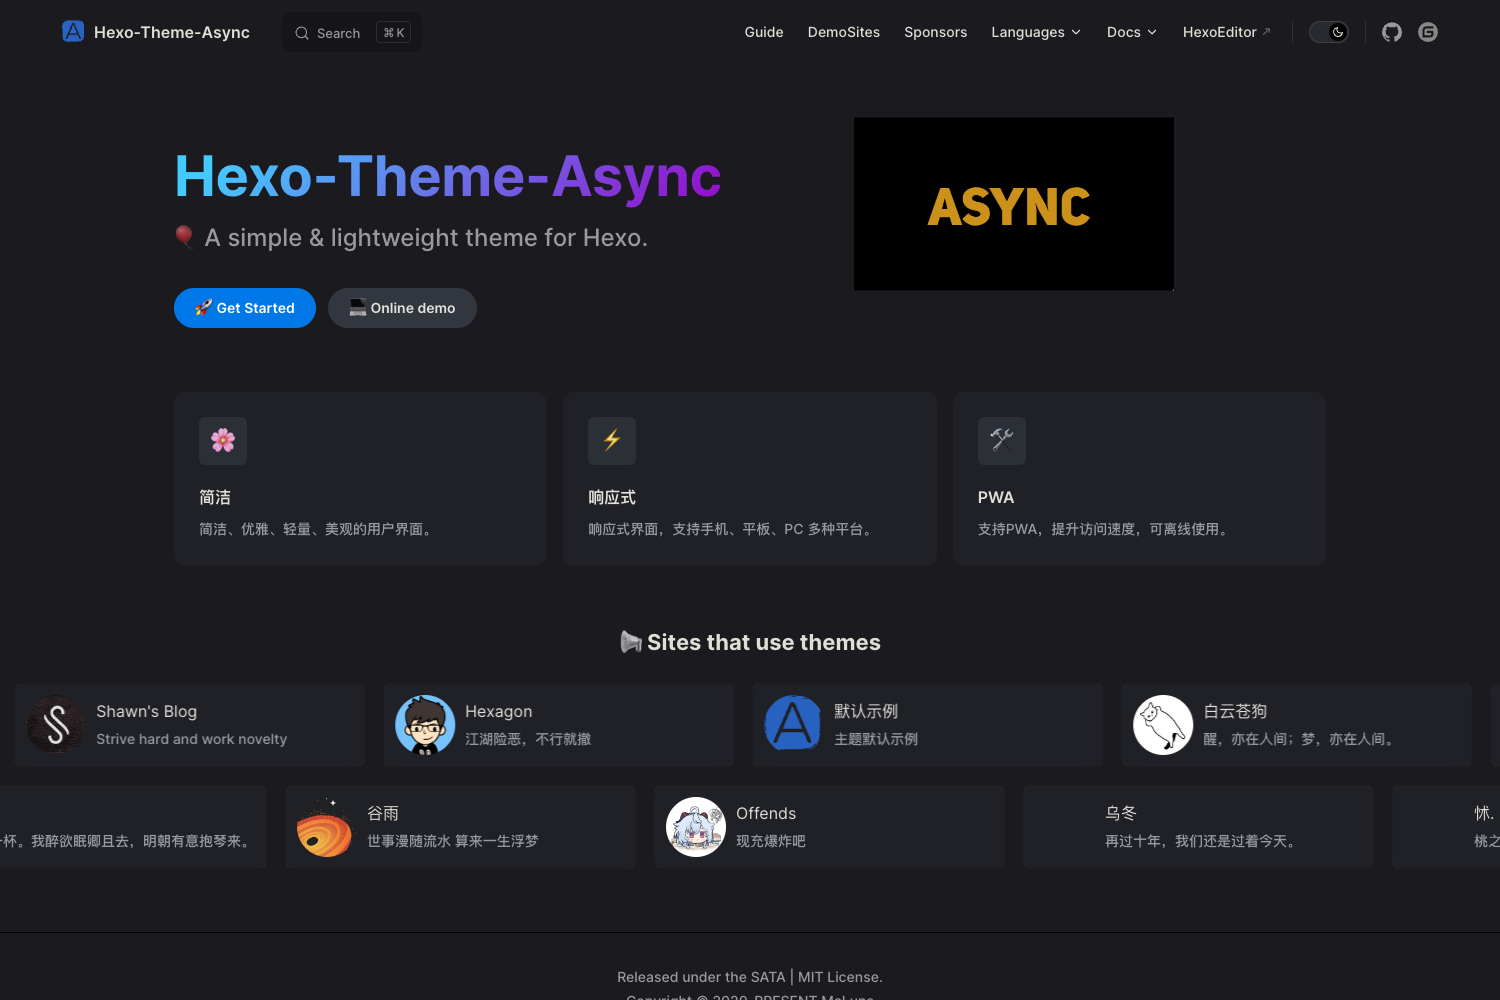 Hexo-Theme-Async
Search
⌘ K
Guide
DemoSites
Sponsors
Languages
Docs
HexoEditor
Hexo-Theme-Async
🎈 A simple & lightweight theme for Hexo.
🚀 Get Started
💻 Online demo
ASYNC
简洁
简洁、优雅、轻量、美观的用户界面。
响应式
响应式界面，支持手机、平板、PC 多种平台。
PWA
支持PWA，提升访问速度，可离线使用。
📢 Sites that use themes
Shawn's Blog
Strive hard and work novelty
Hexagon
江湖险恶，不行就撤
默认示例
主题默认示例
白云苍狗
醒，亦在人间；梦，亦在人间。
杯。我醉欲眠卿且去，明朝有意抱琴来。
谷雨
世事漫随流水 算来一生浮梦
Offends
现充爆炸吧
乌冬
再过十年，我们还是过着今天。
怵.
桃之
Released under the SATA | MIT License.
Copyright © 2020-PRESENT MaLuns